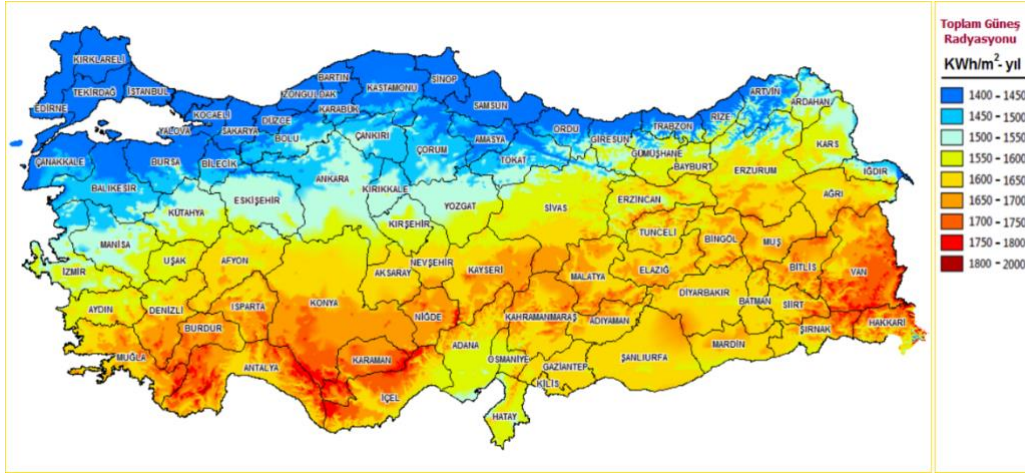 Toplam Güneş
Radyasyonu
KWh/m²- yıl
1400 - 1450
1450 - 1500
1500 - 1550
1550 - 1600
1600 - 1650
1650 - 1700
1700 - 1750
1750 - 1800
1800 - 2000
KIRKLARELİ
TEKİRDAĞ
İSTANBUL
EDİRNE
KOCAELİ
YALOVA
SAKARYA
DÜZCE
BOLU
ZONGULDAK
BARTIN
KARABÜK
KASTAMONU
SİNOP
SAMSUN
ORDU
GİRESUN
TRABZON
RİZE
ARTVİN
ARDAHAN
KARS
IĞDIR
ÇANAKKALE
BALIKESİR
BURSA
BİLECİK
ESKİŞEHİR
ANKARA
ÇANKIRI
ÇORUM
AMASYA
TOKAT
GÜMÜŞHANE
BAYBURT
ERZURUM
AĞRI
KÜTAHYA
KIRIKKALE
KIRŞEHİR
YOZGAT
SİVAS
ERZİNCAN
TUNCELİ
BİNGÖL
MUŞ
BİTLİS
VAN
MANİSA
İZMİR
UŞAK
AFYON
AKSARAY
NEVŞEHİR
KAYSERİ
MALATYA
ELAZIĞ
DİYARBAKIR
BATMAN
SİİRT
ŞIRNAK
HAKKARİ
AYDIN
DENİZLİ
ISPARTA
BURDUR
KONYA
NİĞDE
KAHRAMANMARAŞ
ADIYAMAN
MARDİN
MUĞLA
ANTALYA
KARAMAN
ADANA
OSMANİYE
GAZİANTEP
ŞANLIURFA
KİLİS
İÇEL
HATAY